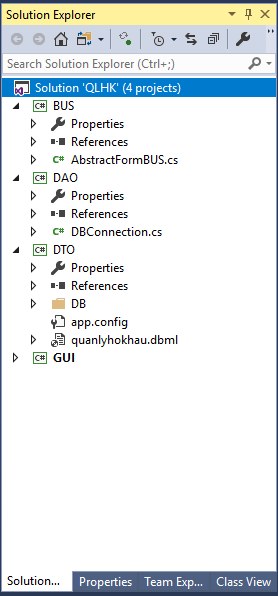 Solution Explorer
Search Solution Explorer (Ctrl+;)
Solution 'QLHK' (4 projects)
C# BUS
Properties
References
C# AbstractFormBUS.cs
C# DAO
Properties
References
C# DBConnection.cs
C# DTO
Properties
References
DB
app.config
quanlyhokhau.dbml
C# GUI
Solution... Properties Team Exp... Class View